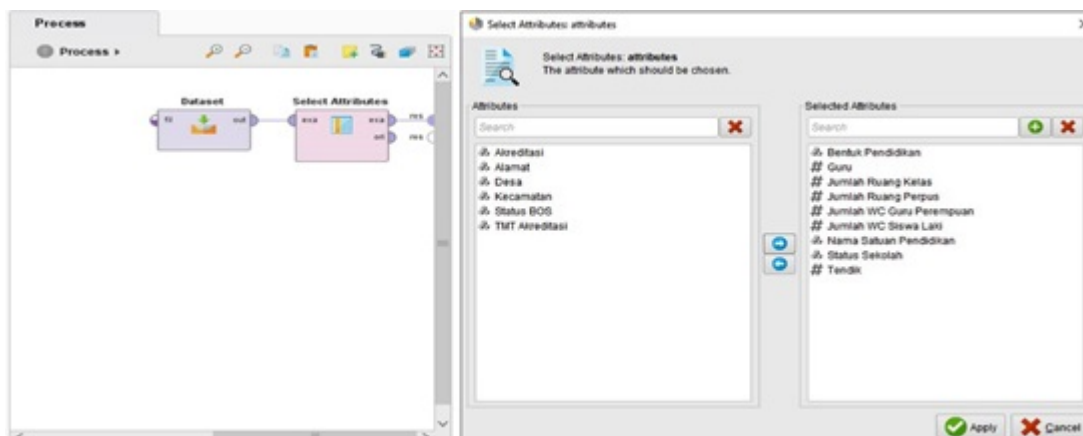 Process
Process
Dataset
fil
out
Select Attributes
exa
exa
ori
res
res
Select Attributes: attributes
Select Attributes: attributes
The attribute which should be chosen.
Attributes
Search
Akreditasi
Alamat
Desa
Kecamatan
Status BOS
TMT Akreditasi
Selected Attributes
Search
Bentuk Pendidikan
Guru
Jumlah Ruang Kelas
Jumlah Ruang Perpus
Jumlah WC Guru Perempuan
Jumlah WC Siswa Laki
Nama Satuan Pendidikan
Status Sekolah
Tendik
Apply
Cancel